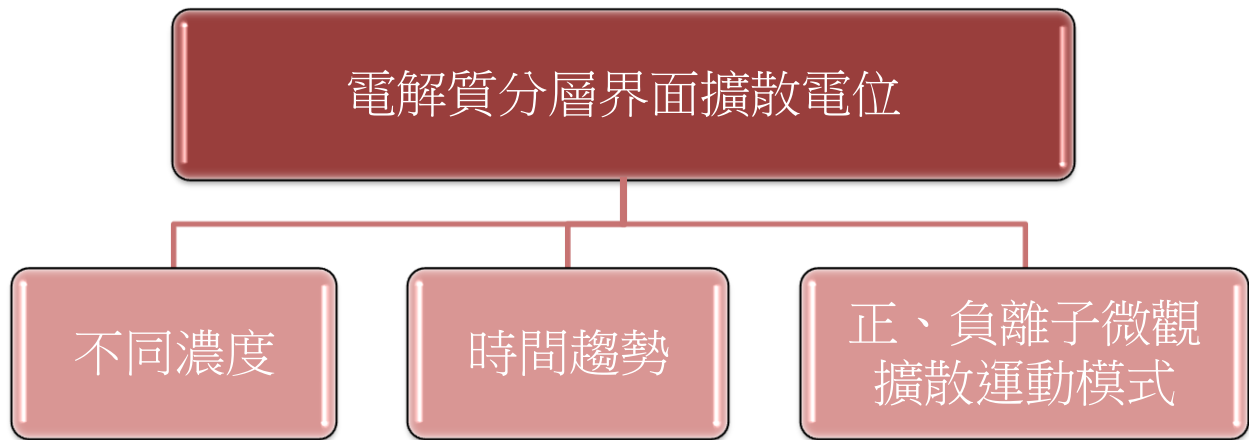 電解質分層界面擴散電位
不同濃度
時間趨勢
正、負離子微觀
擴散運動模式